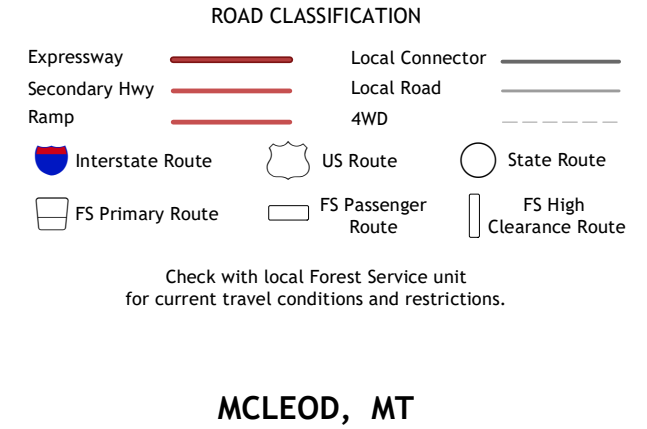 ROAD CLASSIFICATION
Expressway
Local Connector
Secondary Hwy
Local Road
Ramp
4WD
Interstate Route
US Route
State Route
FS Primary Route
FS Passenger
Route
FS High
Clearance Route
Check with local Forest Service unit
for current travel conditions and restrictions.
MCLEOD, MT